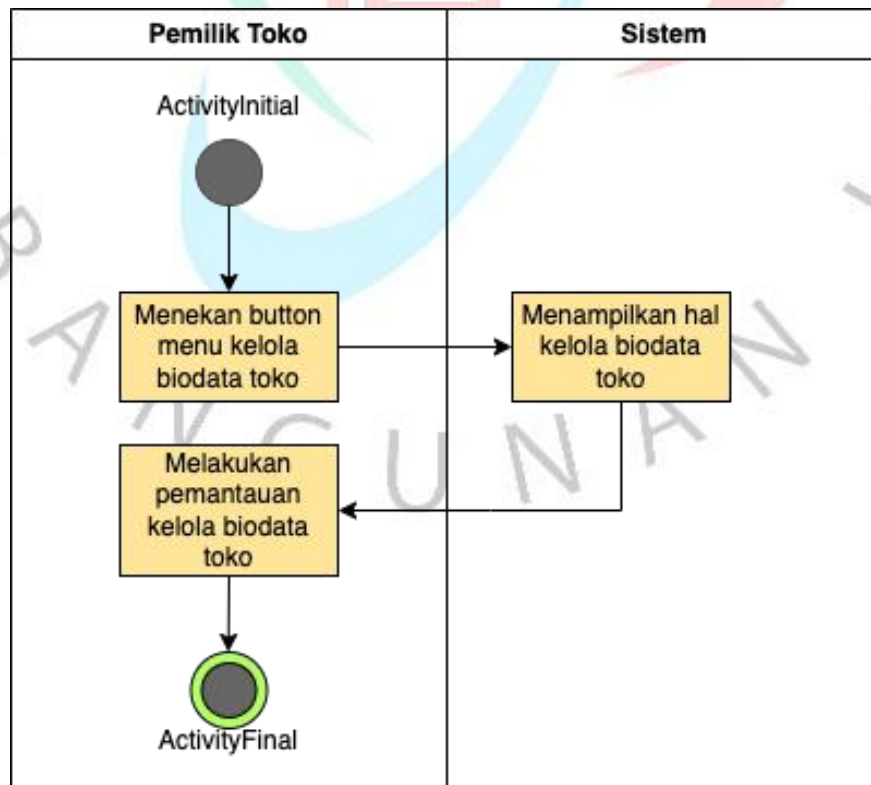 Pemilik Toko
Sistem
ActivityInitial
Menekan button
menu kelola
biodata toko
Menampilkan hal
kelola biodata
toko
Melakukan
pemantauan
kelola biodata
toko
ActivityFinal
B A N G U N A N